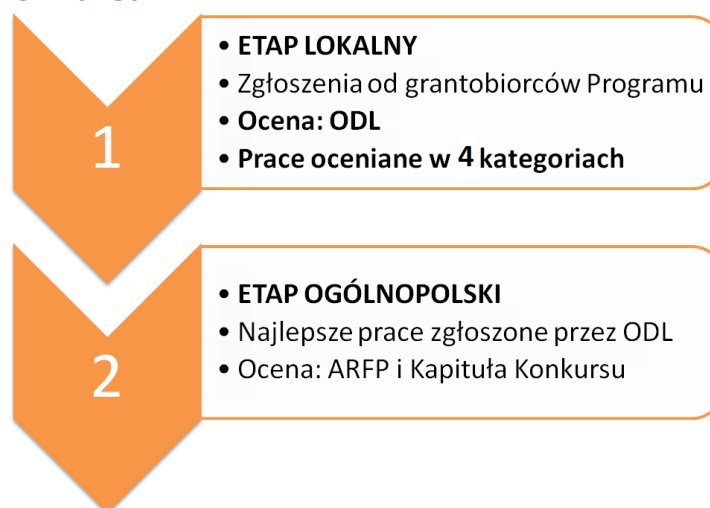 1
• ETAP LOKALNY
• Zgłoszenia od grantobiorców Programu
• Ocena: ODL
• Prace oceniane w 4 kategoriach
2
• ETAP OGÓLNOPOLSKI
• Najlepsze prace zgłoszone przez ODL
• Ocena: ARFP i Kapituła Konkursu